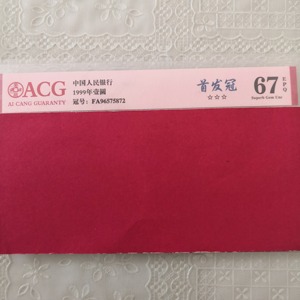 ACG
AI CANG GUARANTY
中国人民银行
1999年壹圆
冠号: FA96575872
首发冠
☆☆☆
67 EPQ
Superb Gem Unc